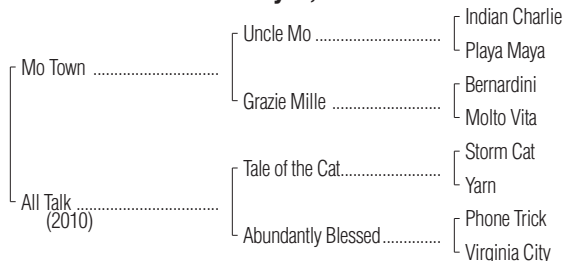 Indian Charlie
Uncle Mo
Playa Maya
Mo Town
Bernardini
Grazie Mille
Molto Vita
Storm Cat
Tale of the Cat
Yarn
All Talk
(2010)
Phone Trick
Abundantly Blessed
Virginia City